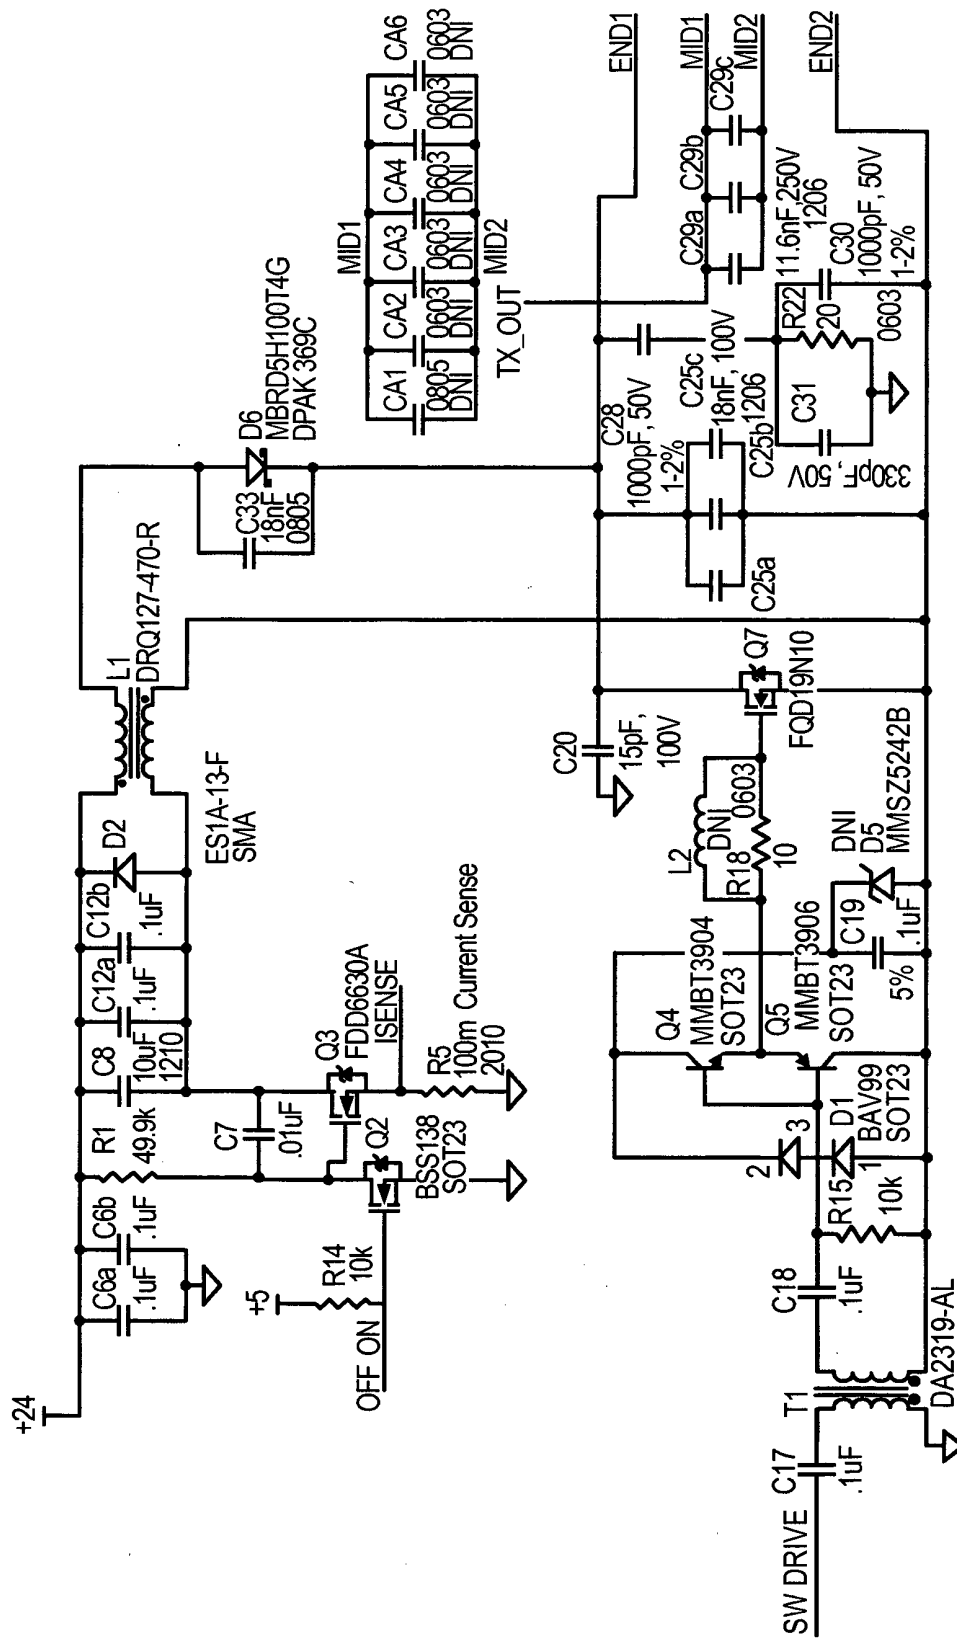 +24
C6a
.1uF
C6b
.1uF
R1
49.9k
C8
10uF
1210
C12a
.1uF
C12b
.1uF
D2
ES1A-13-F
SMA
L1
DRQ127-470-R
C33
18nF
0805
D6
MBRD5H100T4G
DPAK 369C
MID1
CA1
0805
DNI
CA2
0603
DNI
CA3
0603
DNI
CA4
0603
DNI
CA5
0603
DNI
CA6
0603
DNI
MID2
TX_OUT
+5
R14
10k
OFF ON
C7
.01uF
Q3
FDD6630A
ISENSE
Q2
BSS138
SOT23
R5
100m Current Sense
2010
C20
15pF,
100V
C28
1000pF, 50V
1-2%
C25c
18nF, 100V
C25b
1206
C25a
C29a
C29b
C29c
11.6nF,250V
1206
END1
MID1
MID2
END2
R22
20
0603
C30
1000pF, 50V
1-2%
C31
330pF, 50V
Q7
FQD19N10
L2
DNI
0603
R18
10
Q4
MMBT3904
SOT23
Q5
MMBT3906
SOT23
DNI
D5
MMSZ5242B
C19
.1uF
5%
2
3
D1
BAV99
SOT23
1
R15
10k
C18
.1uF
T1
DA2319-AL
C17
.1uF
SW DRIVE